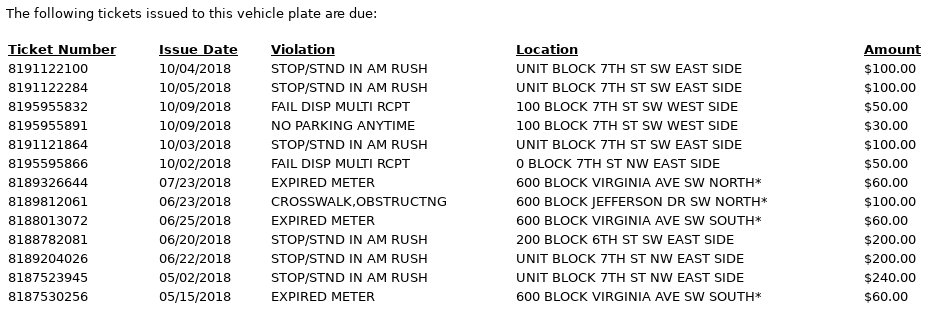 The following tickets issued to this vehicle plate are due:
Ticket Number Issue Date Violation Location Amount
8191122100 10/04/2018 STOP/STND IN AM RUSH UNIT BLOCK 7TH ST SW EAST SIDE $100.00
8191122284 10/05/2018 STOP/STND IN AM RUSH UNIT BLOCK 7TH ST SW EAST SIDE $100.00
8195955832 10/09/2018 FAIL DISP MULTI RCPT 100 BLOCK 7TH ST SW WEST SIDE $50.00
8195955891 10/09/2018 NO PARKING ANYTIME 100 BLOCK 7TH ST SW WEST SIDE $30.00
8191121864 10/03/2018 STOP/STND IN AM RUSH UNIT BLOCK 7TH ST SW EAST SIDE $100.00
8195595866 10/02/2018 FAIL DISP MULTI RCPT 0 BLOCK 7TH ST NW EAST SIDE $50.00
8189326644 07/23/2018 EXPIRED METER 600 BLOCK VIRGINIA AVE SW NORTH* $60.00
8189812061 06/23/2018 CROSSWALK,OBSTRUCTNG 600 BLOCK JEFFERSON DR SW NORTH* $100.00
8188013072 06/25/2018 EXPIRED METER 600 BLOCK VIRGINIA AVE SW SOUTH* $60.00
8188782081 06/20/2018 STOP/STND IN AM RUSH 200 BLOCK 6TH ST SW EAST SIDE $200.00
8189204026 06/22/2018 STOP/STND IN AM RUSH UNIT BLOCK 7TH ST NW EAST SIDE $200.00
8187523945 05/02/2018 STOP/STND IN AM RUSH UNIT BLOCK 7TH ST NW EAST SIDE $240.00
8187530256 05/15/2018 EXPIRED METER 600 BLOCK VIRGINIA AVE SW SOUTH* $60.00